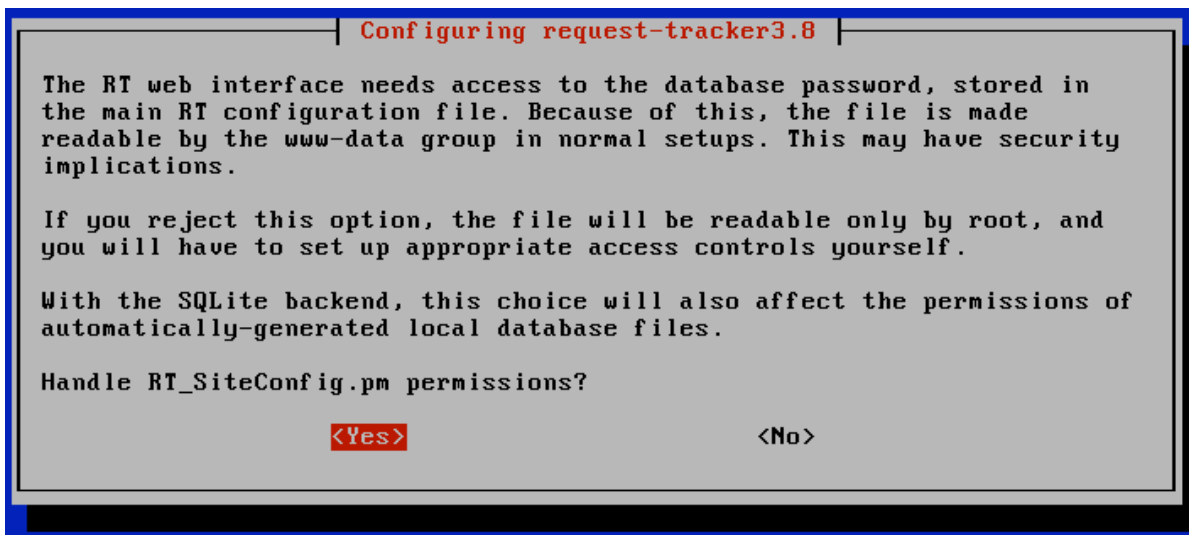 Configuring request-tracker3.8
The RT web interface needs access to the database password, stored in
the main RT configuration file. Because of this, the file is made
readable by the www-data group in normal setups. This may have security
implications.
If you reject this option, the file will be readable only by root, and
you will have to set up appropriate access controls yourself.
With the SQLite backend, this choice will also affect the permissions of
automatically-generated local database files.
Handle RT_SiteConfig.pm permissions?
<Yes> <No>